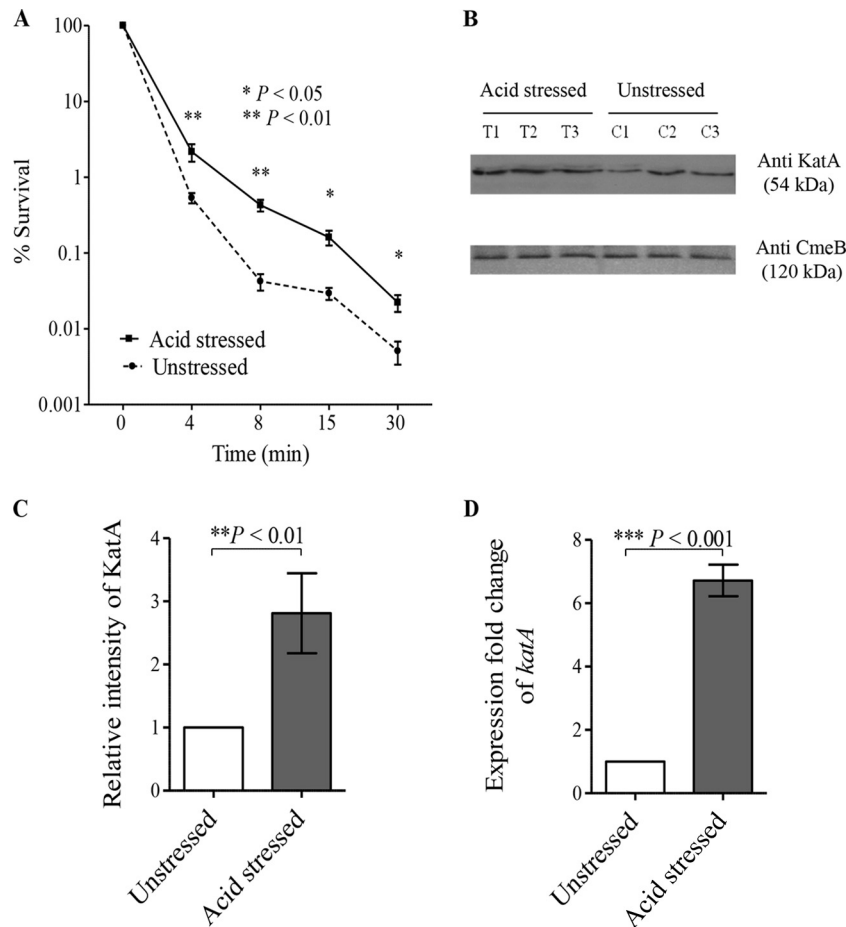 A
100
10
1
0.1
0.01
0.001
% Survival
* P < 0.05
** P < 0.01
**
**
*
*
Acid stressed
Unstressed
0 4 8 15 30
Time (min)
B
Acid stressed Unstressed
T1 T2 T3 C1 C2 C3
Anti KatA
(54 kDa)
Anti CmeB
(120 kDa)
C
Relative intensity of KatA
4
3
2
1
0
**P < 0.01
Unstressed
Acid stressed
D
Expression fold change
of katA
8
6
4
2
0
*** P < 0.001
Unstressed
Acid stressed